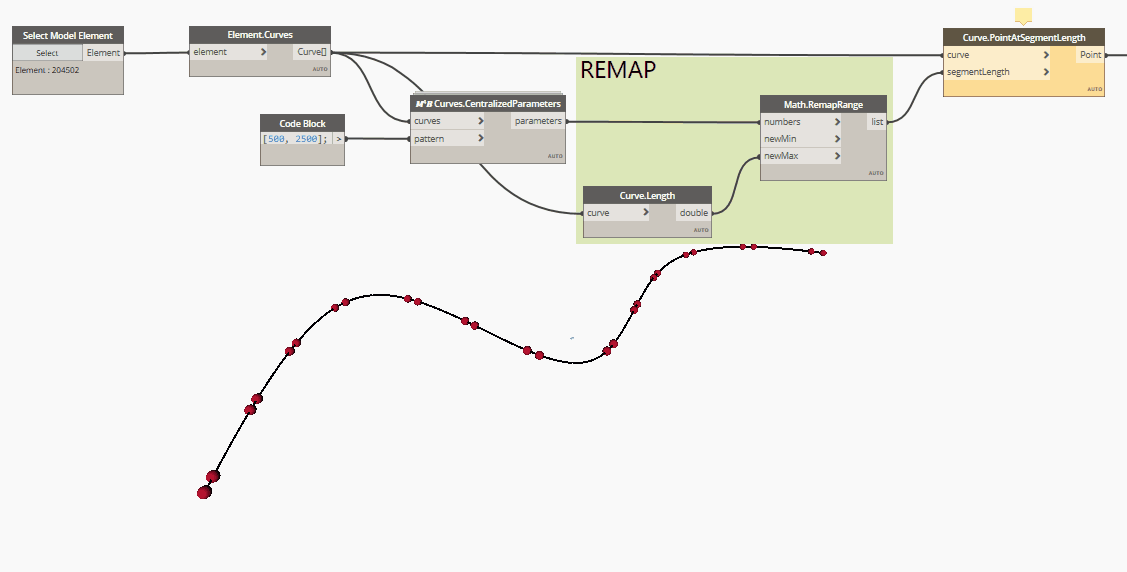 Select Model Element
Select
Element
Element : 204502
Element.Curves
element >
Curve[]
AUTO
Code Block
[500, 2500];
>
MAB Curves.CentralizedParameters
curves >
parameters
pattern >
AUTO
REMAP
Curve.Length
curve >
double
AUTO
Math.RemapRange
numbers >
list
newMin >
newMax >
AUTO
Curve.PointAtSegmentLength
curve >
Point
segmentLength >
AUTO